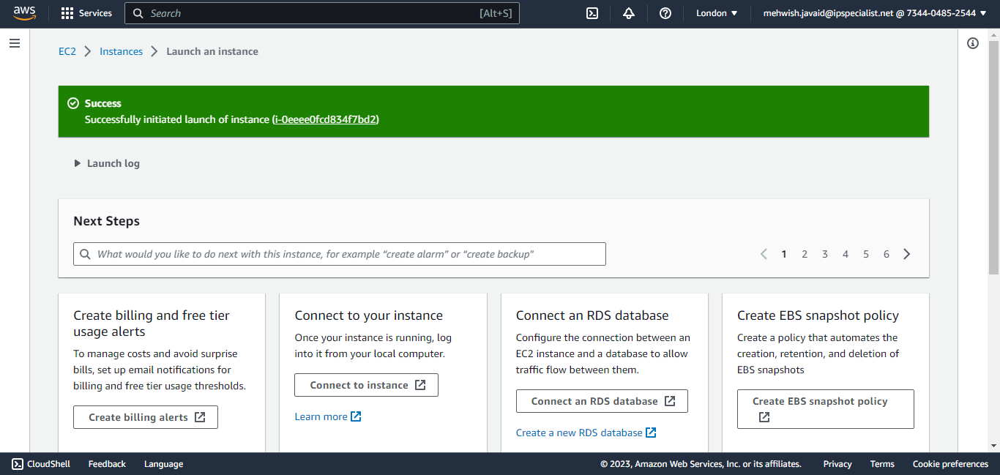 aws
Services
Search
[Alt+S]
London
mehwish.javaid@ipspecialist.net @ 7344-0485-2544
EC2
Instances
Launch an instance
Success
Successfully initiated launch of instance (i-0eeee0fcd834f7bd2)
Launch log
Next Steps
What would you like to do next with this instance, for example “create alarm” or “create backup”
1 2 3 4 5 6
Create billing and free tier
usage alerts
To manage costs and avoid surprise
bills, set up email notifications for
billing and free tier usage thresholds.
Create billing alerts
Connect to your instance
Once your instance is running, log
into it from your local computer.
Connect to instance
Learn more
Connect an RDS database
Configure the connection between an
EC2 instance and a database to allow
traffic flow between them.
Connect an RDS database
Create a new RDS database
Create EBS snapshot policy
Create a policy that automates the
creation, retention, and deletion of
EBS snapshots
Create EBS snapshot policy
CloudShell
Feedback
Language
© 2023, Amazon Web Services, Inc. or its affiliates.
Privacy
Terms
Cookie preferences